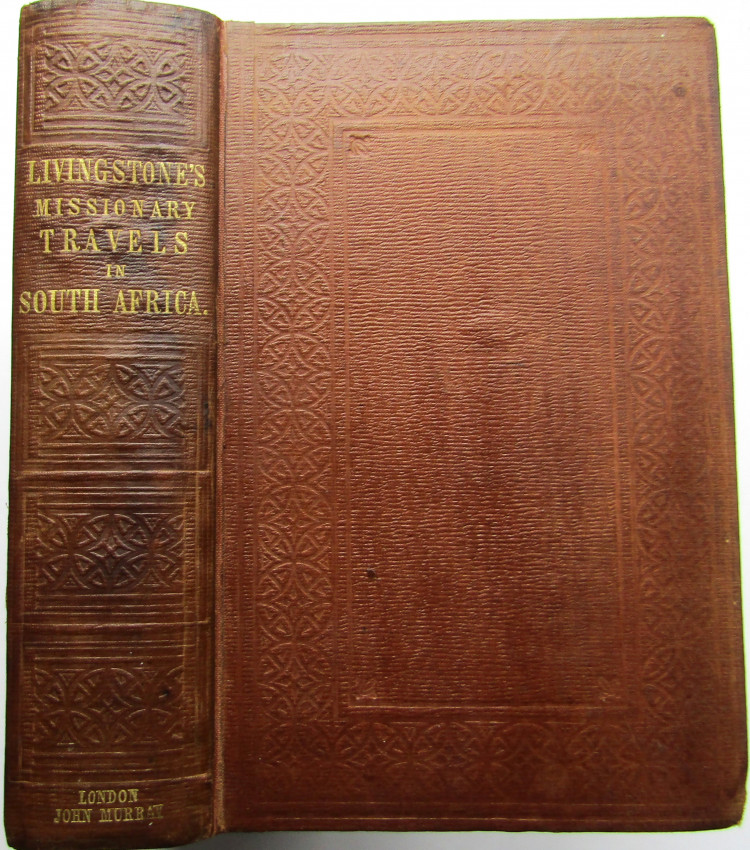 LIVINGSTONE'S
MISSIONARY
TRAVELS
IN
SOUTH AFRICA.
LONDON
JOHN MURRAY